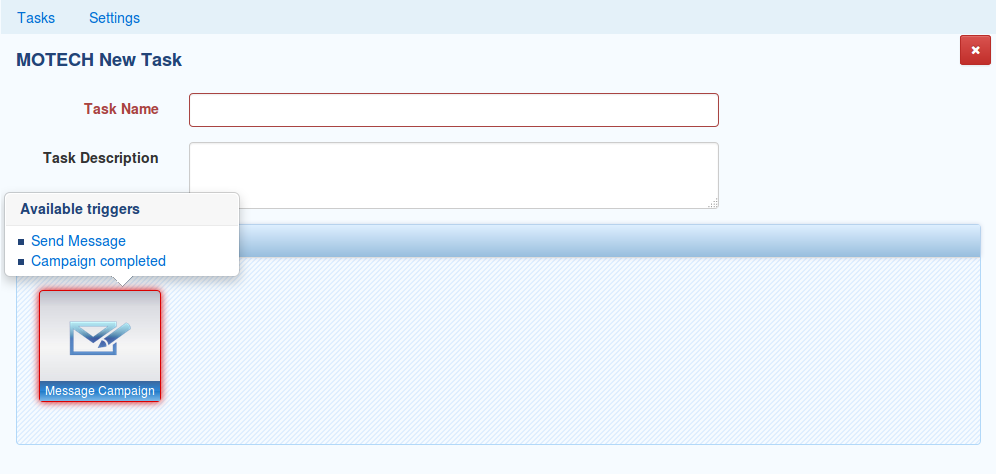 Tasks Settings
MOTECH New Task
Task Name
Task Description
Available triggers
Send Message
Campaign completed
Message Campaign